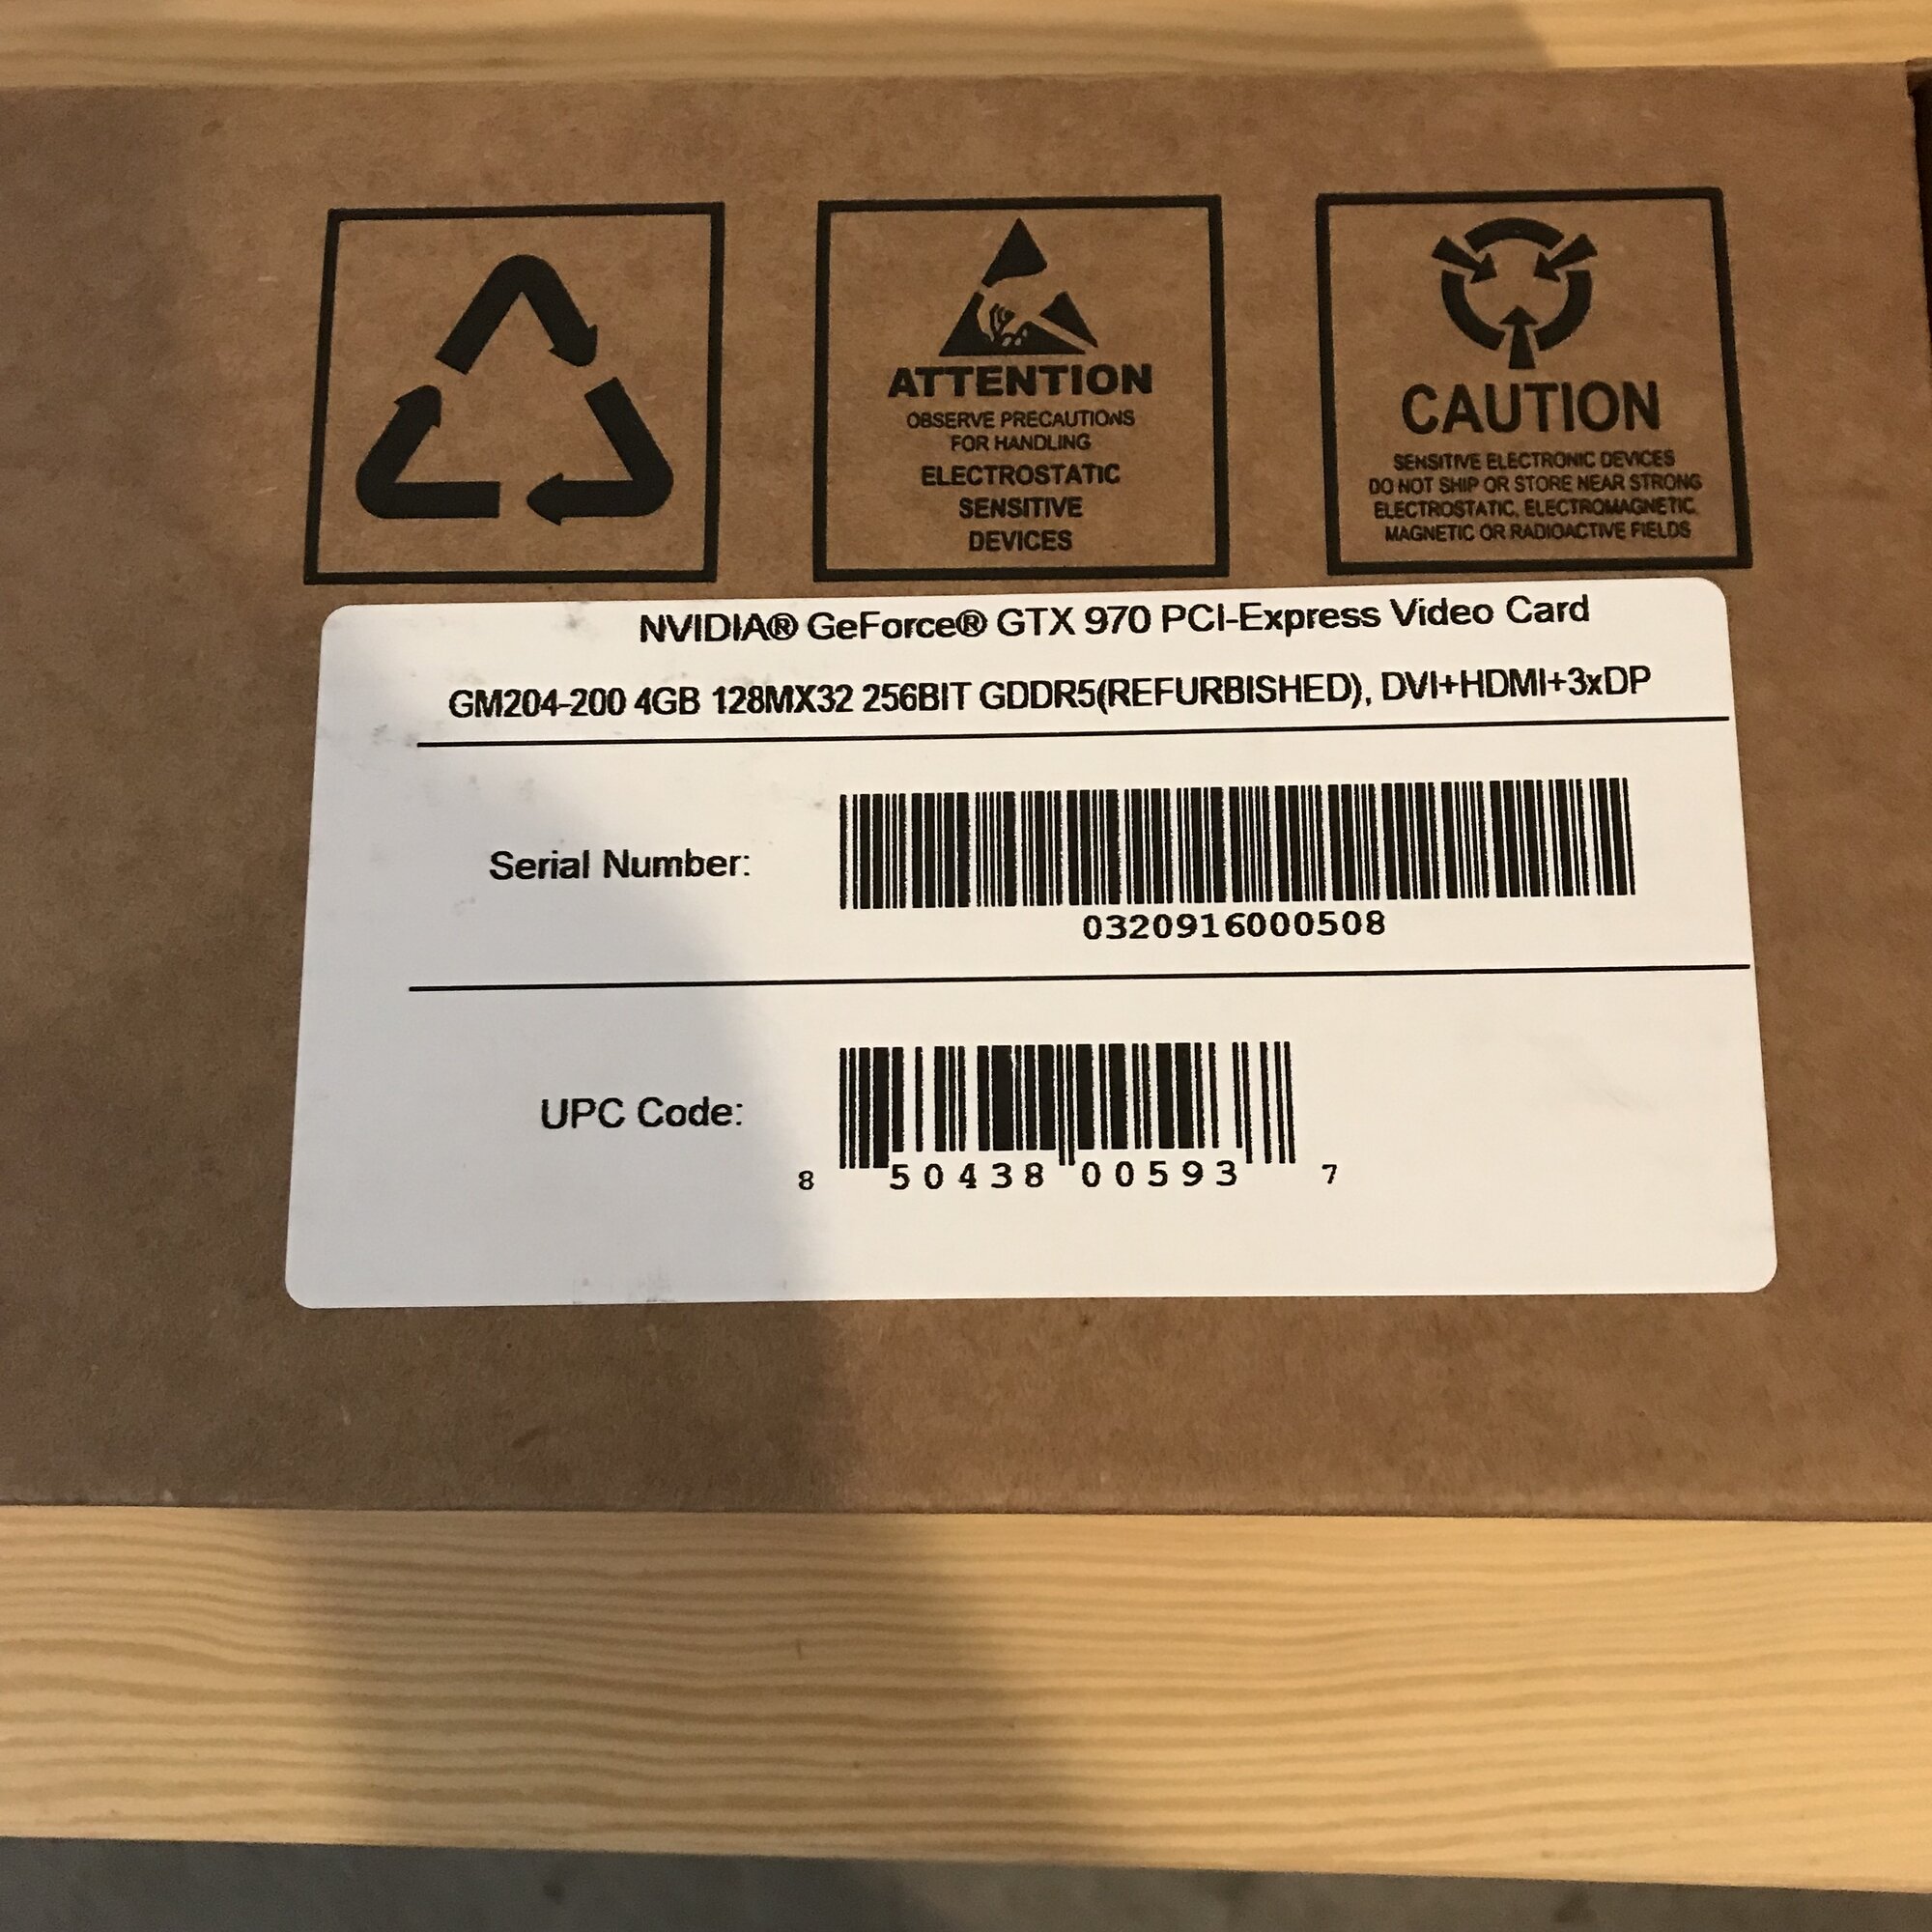 ATTENTION
OBSERVE PRECAUTIONS
FOR HANDLING
ELECTROSTATIC
SENSITIVE
DEVICES
CAUTION
SENSITIVE ELECTRONIC DEVICES
DO NOT SHIP OR STORE NEAR STRONG
ELECTROSTATIC, ELECTROMAGNETIC,
MAGNETIC OR RADIOACTIVE FIELDS
NVIDIA® GeForce® GTX 970 PCI-Express Video Card
GM204-200 4GB 128MX32 256BIT GDDR5(REFURBISHED), DVI+HDMI+3xDP
Serial Number:
0320916000508
UPC Code:
8 50438 00593 7